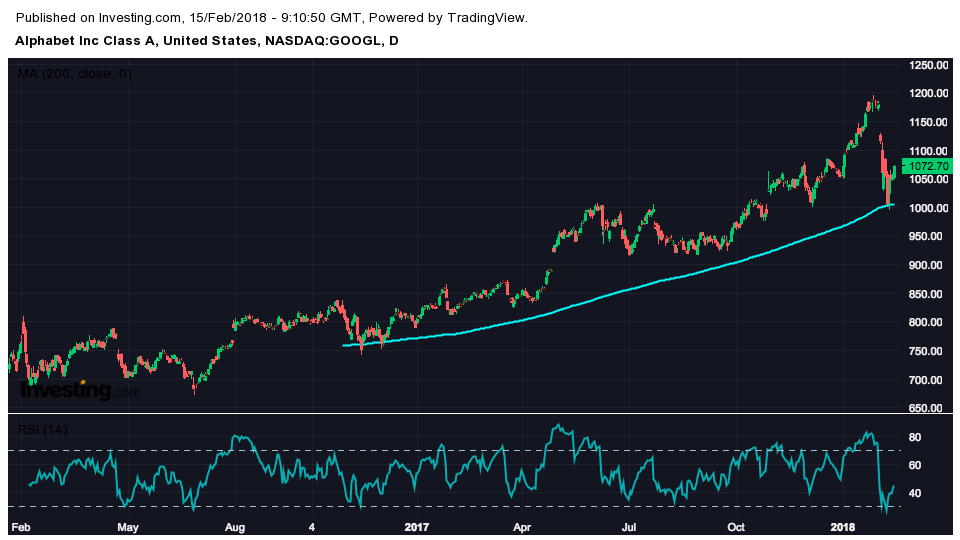 Published on Investing.com, 15/Feb/2018 - 9:10:50 GMT, Powered by TradingView.
Alphabet Inc Class A, United States, NASDAQ:GOOGL, D
MA (200, close, 0)
1250.00
1200.00
1150.00
1100.00
1072.70
1050.00
1000.00
950.00
900.00
850.00
800.00
750.00
700.00
650.00
Investing.com
RSI (14)
80
60
40
Feb May Aug 4 2017 Apr Jul Oct 2018